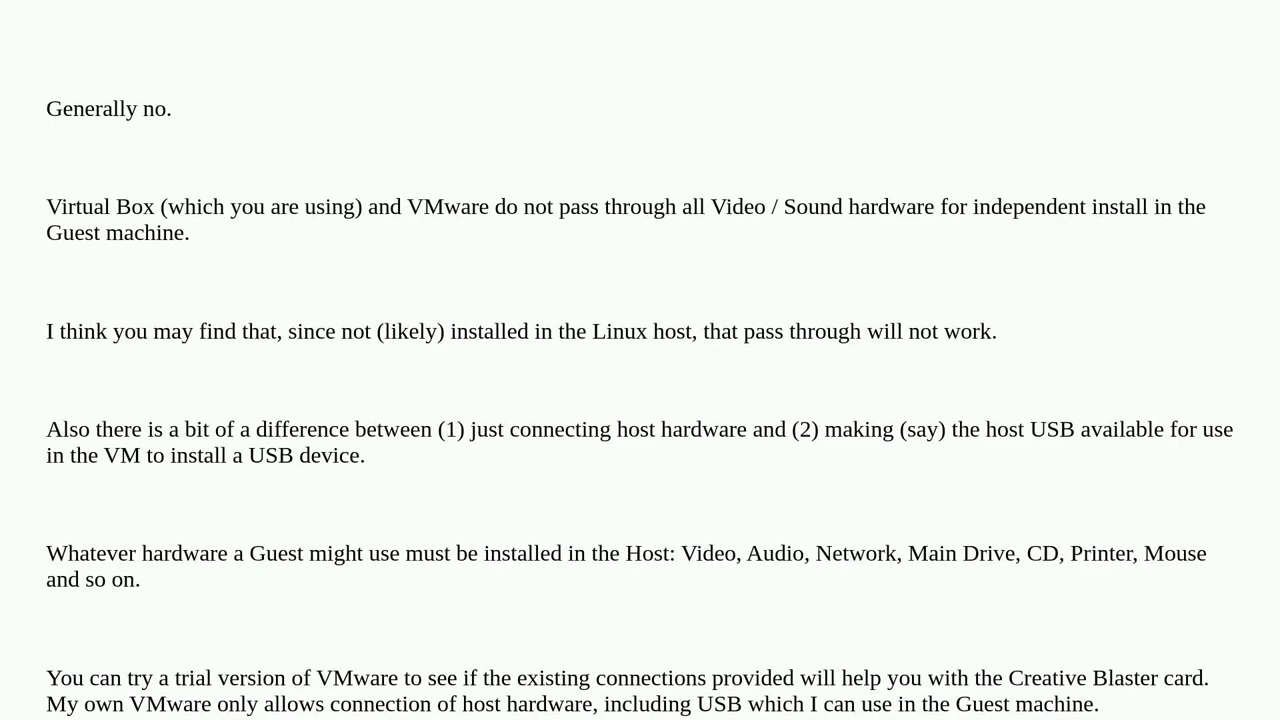 Generally no.
Virtual Box (which you are using) and VMware do not pass through all Video / Sound hardware for independent install in the
Guest machine.
I think you may find that, since not (likely) installed in the Linux host, that pass through will not work.
Also there is a bit of a difference between (1) just connecting host hardware and (2) making (say) the host USB available for use
in the VM to install a USB device.
Whatever hardware a Guest might use must be installed in the Host: Video, Audio, Network, Main Drive, CD, Printer, Mouse
and so on.
You can try a trial version of VMware to see if the existing connections provided will help you with the Creative Blaster card.
My own VMware only allows connection of host hardware, including USB which I can use in the Guest machine.